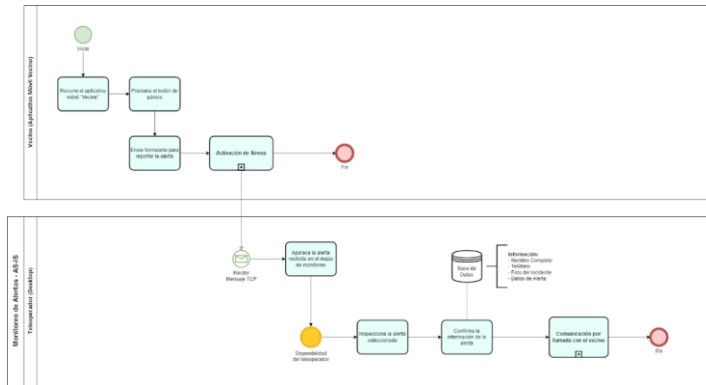 Vecino (Aplicativo Móvil Vecino)
Inicio
Recurre el aplicativo
móvil "Vecino"
Presiona el botón de
pánico
Envía formulario para
reportar la alerta
Activación de Sirena
Fin
Monitoreo de Alertas - AS-IS
Teleoperador (Desktop)
Recibir
Mensaje TCP
Aparece la alerta
recibida en el mapa
de monitoreo
Disponibilidad
del teleoperador
Inspecciona la alerta
seleccionada
Confirma la
información de la
alerta
Base de
Datos
Información:
- Nombre Completo
- Teléfono
- Foto del Incidente
- Datos de Alerta
Comunicación por
llamada con el vecino
Fin